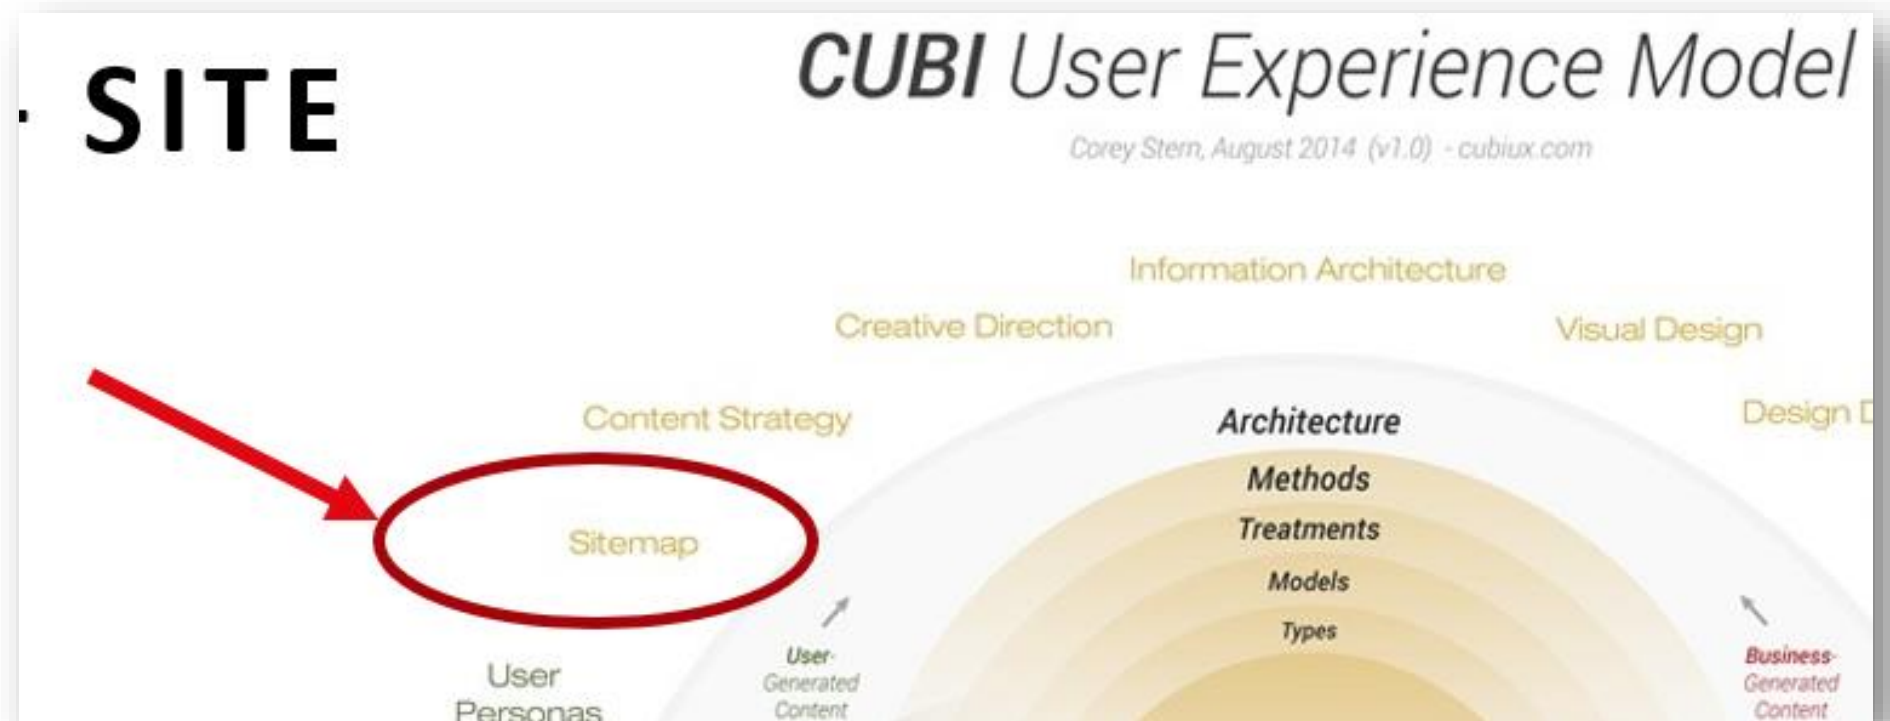 - SITE
CUBI User Experience Model
Corey Stern, August 2014 (v1.0) - cubiux.com
Information Architecture
Creative Direction
Visual Design
Content Strategy
Design D
Architecture
Methods
Sitemap
Treatments
Models
Types
User
Personas
User-
Generated
Content
Business-
Generated
Content